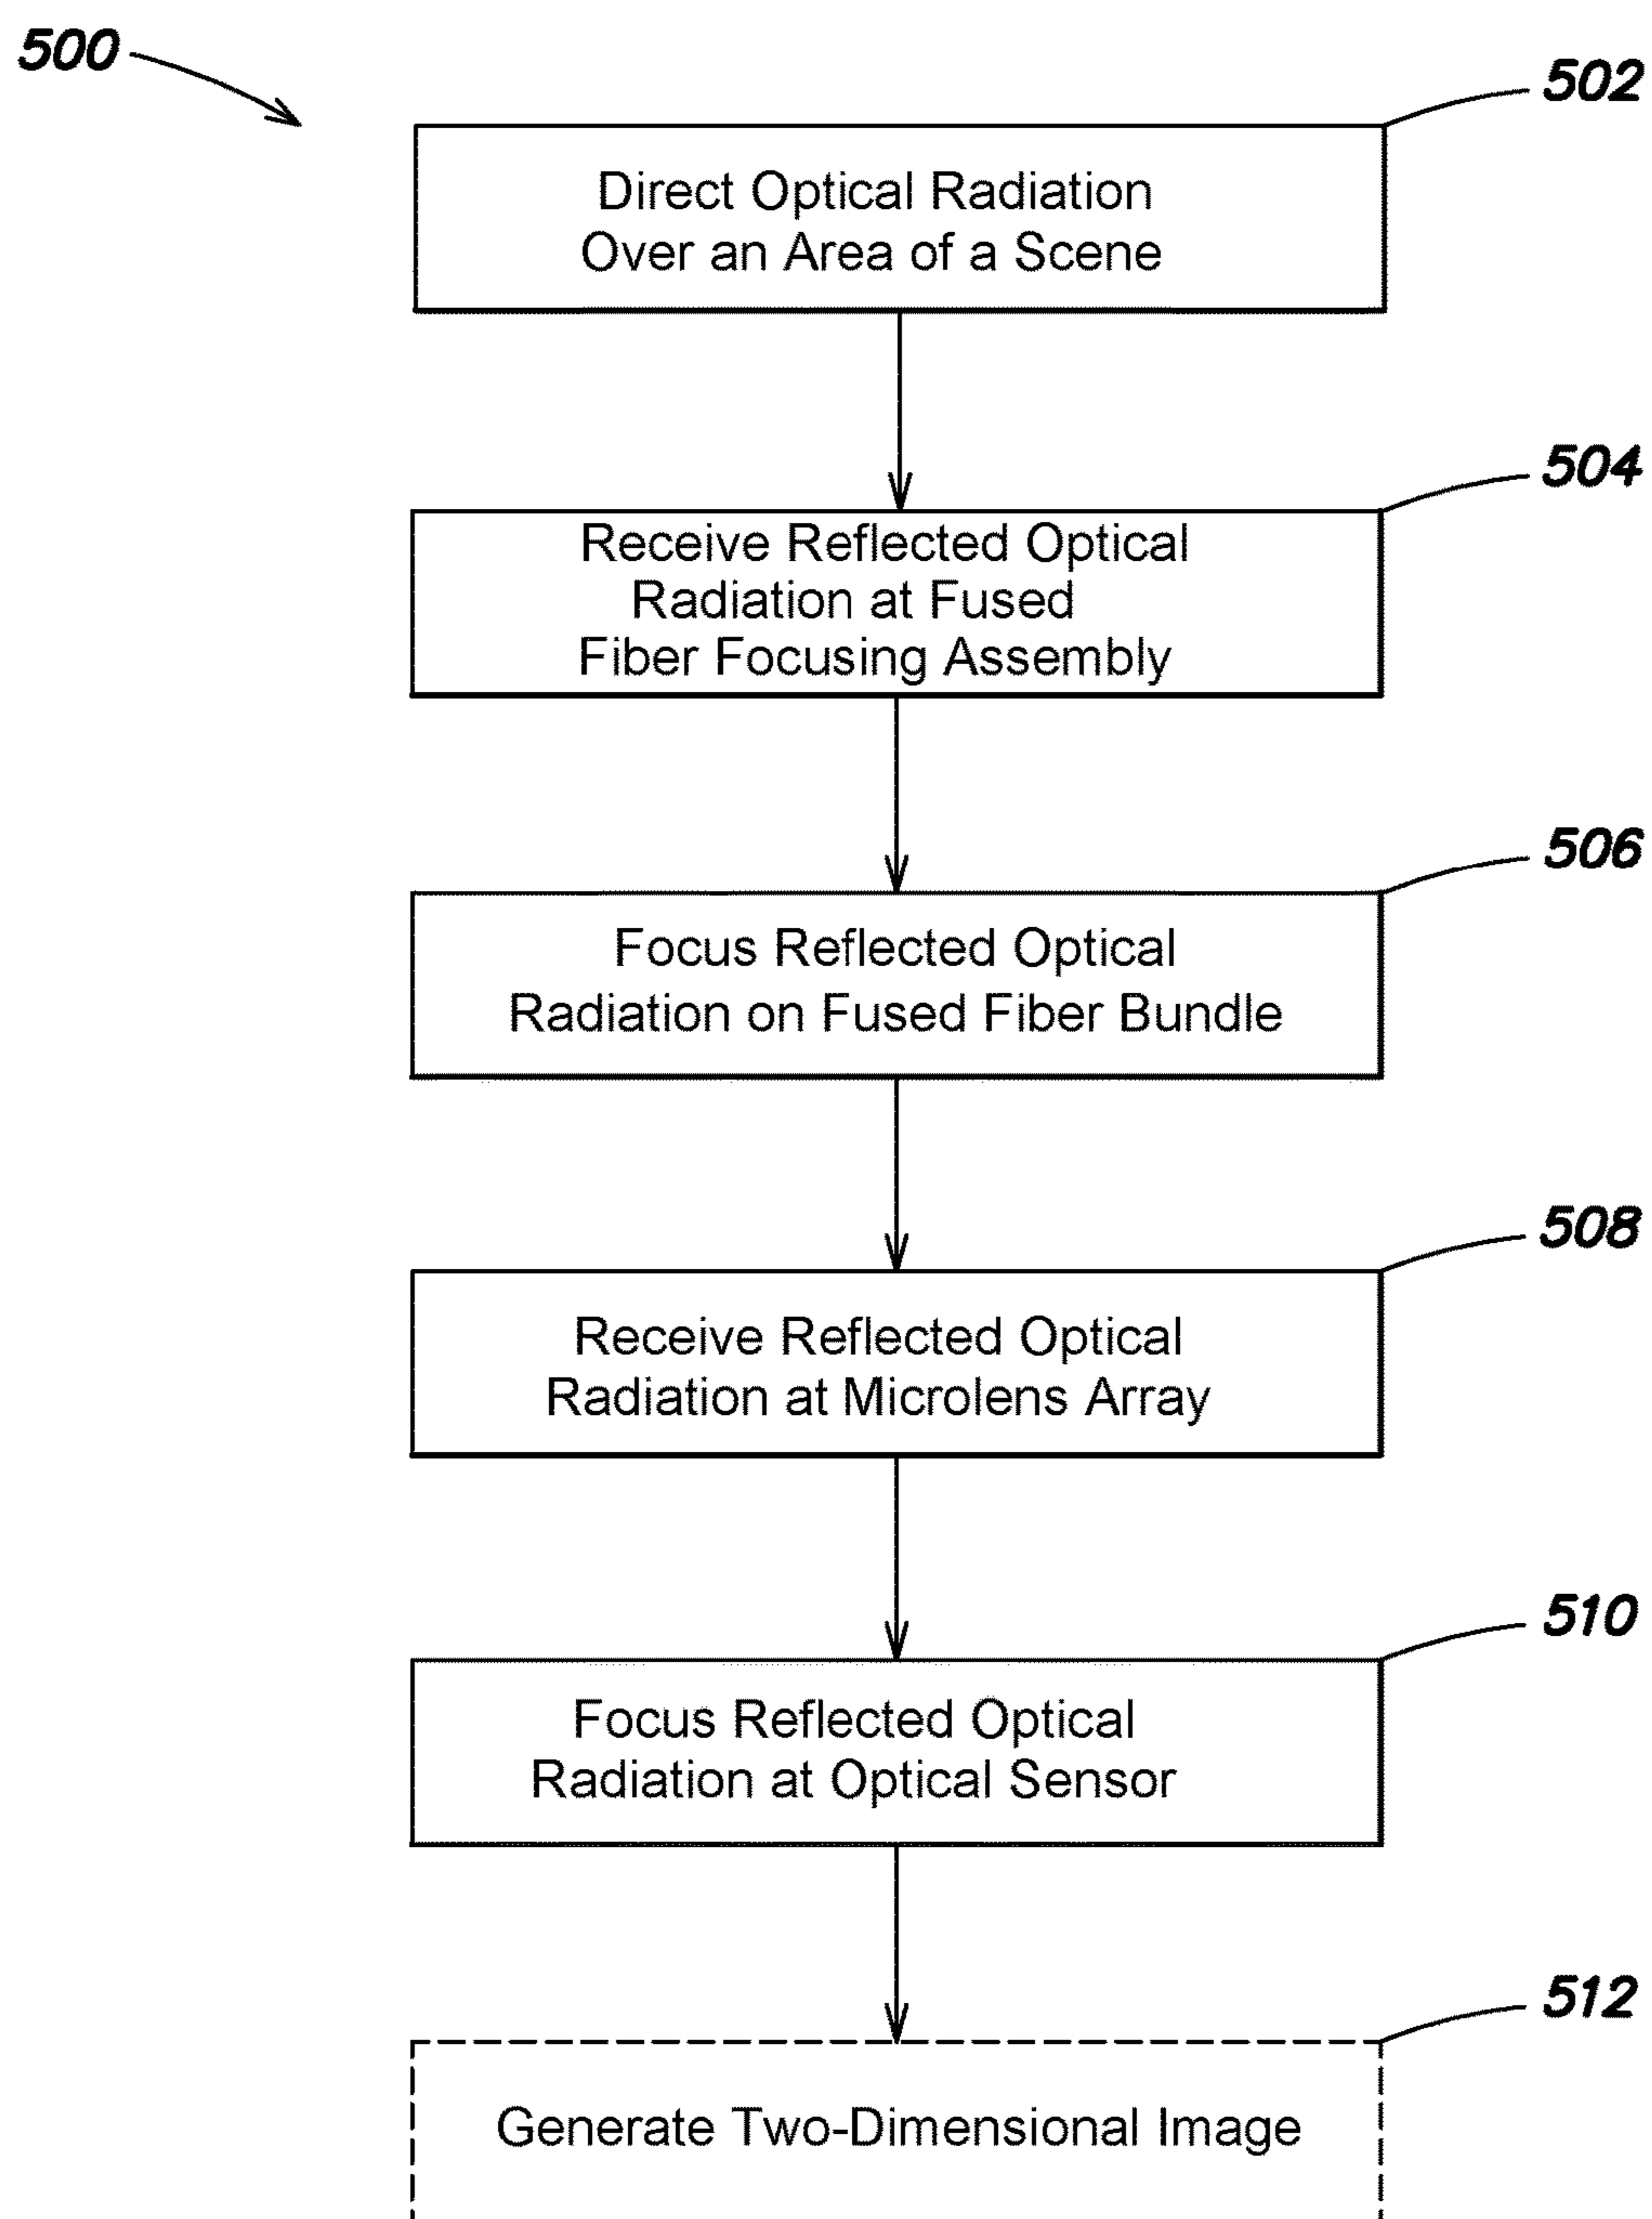 500
502
Direct Optical Radiation
Over an Area of a Scene
504
Receive Reflected Optical
Radiation at Fused
Fiber Focusing Assembly
506
Focus Reflected Optical
Radiation on Fused Fiber Bundle
508
Receive Reflected Optical
Radiation at Microlens Array
510
Focus Reflected Optical
Radiation at Optical Sensor
512
Generate Two-Dimensional Image